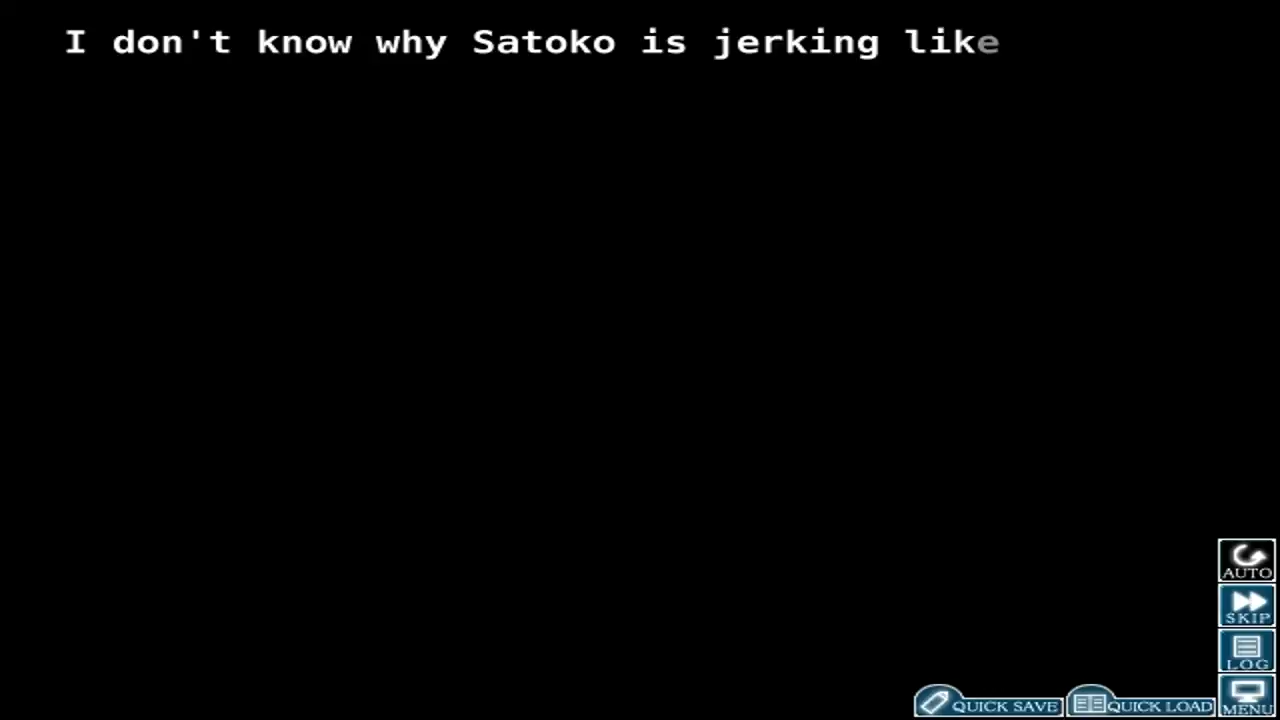 I don't know why Satoko is jerking like
AUTO
SKIP
LOG
QUICK SAVE
QUICK LOAD
MENU